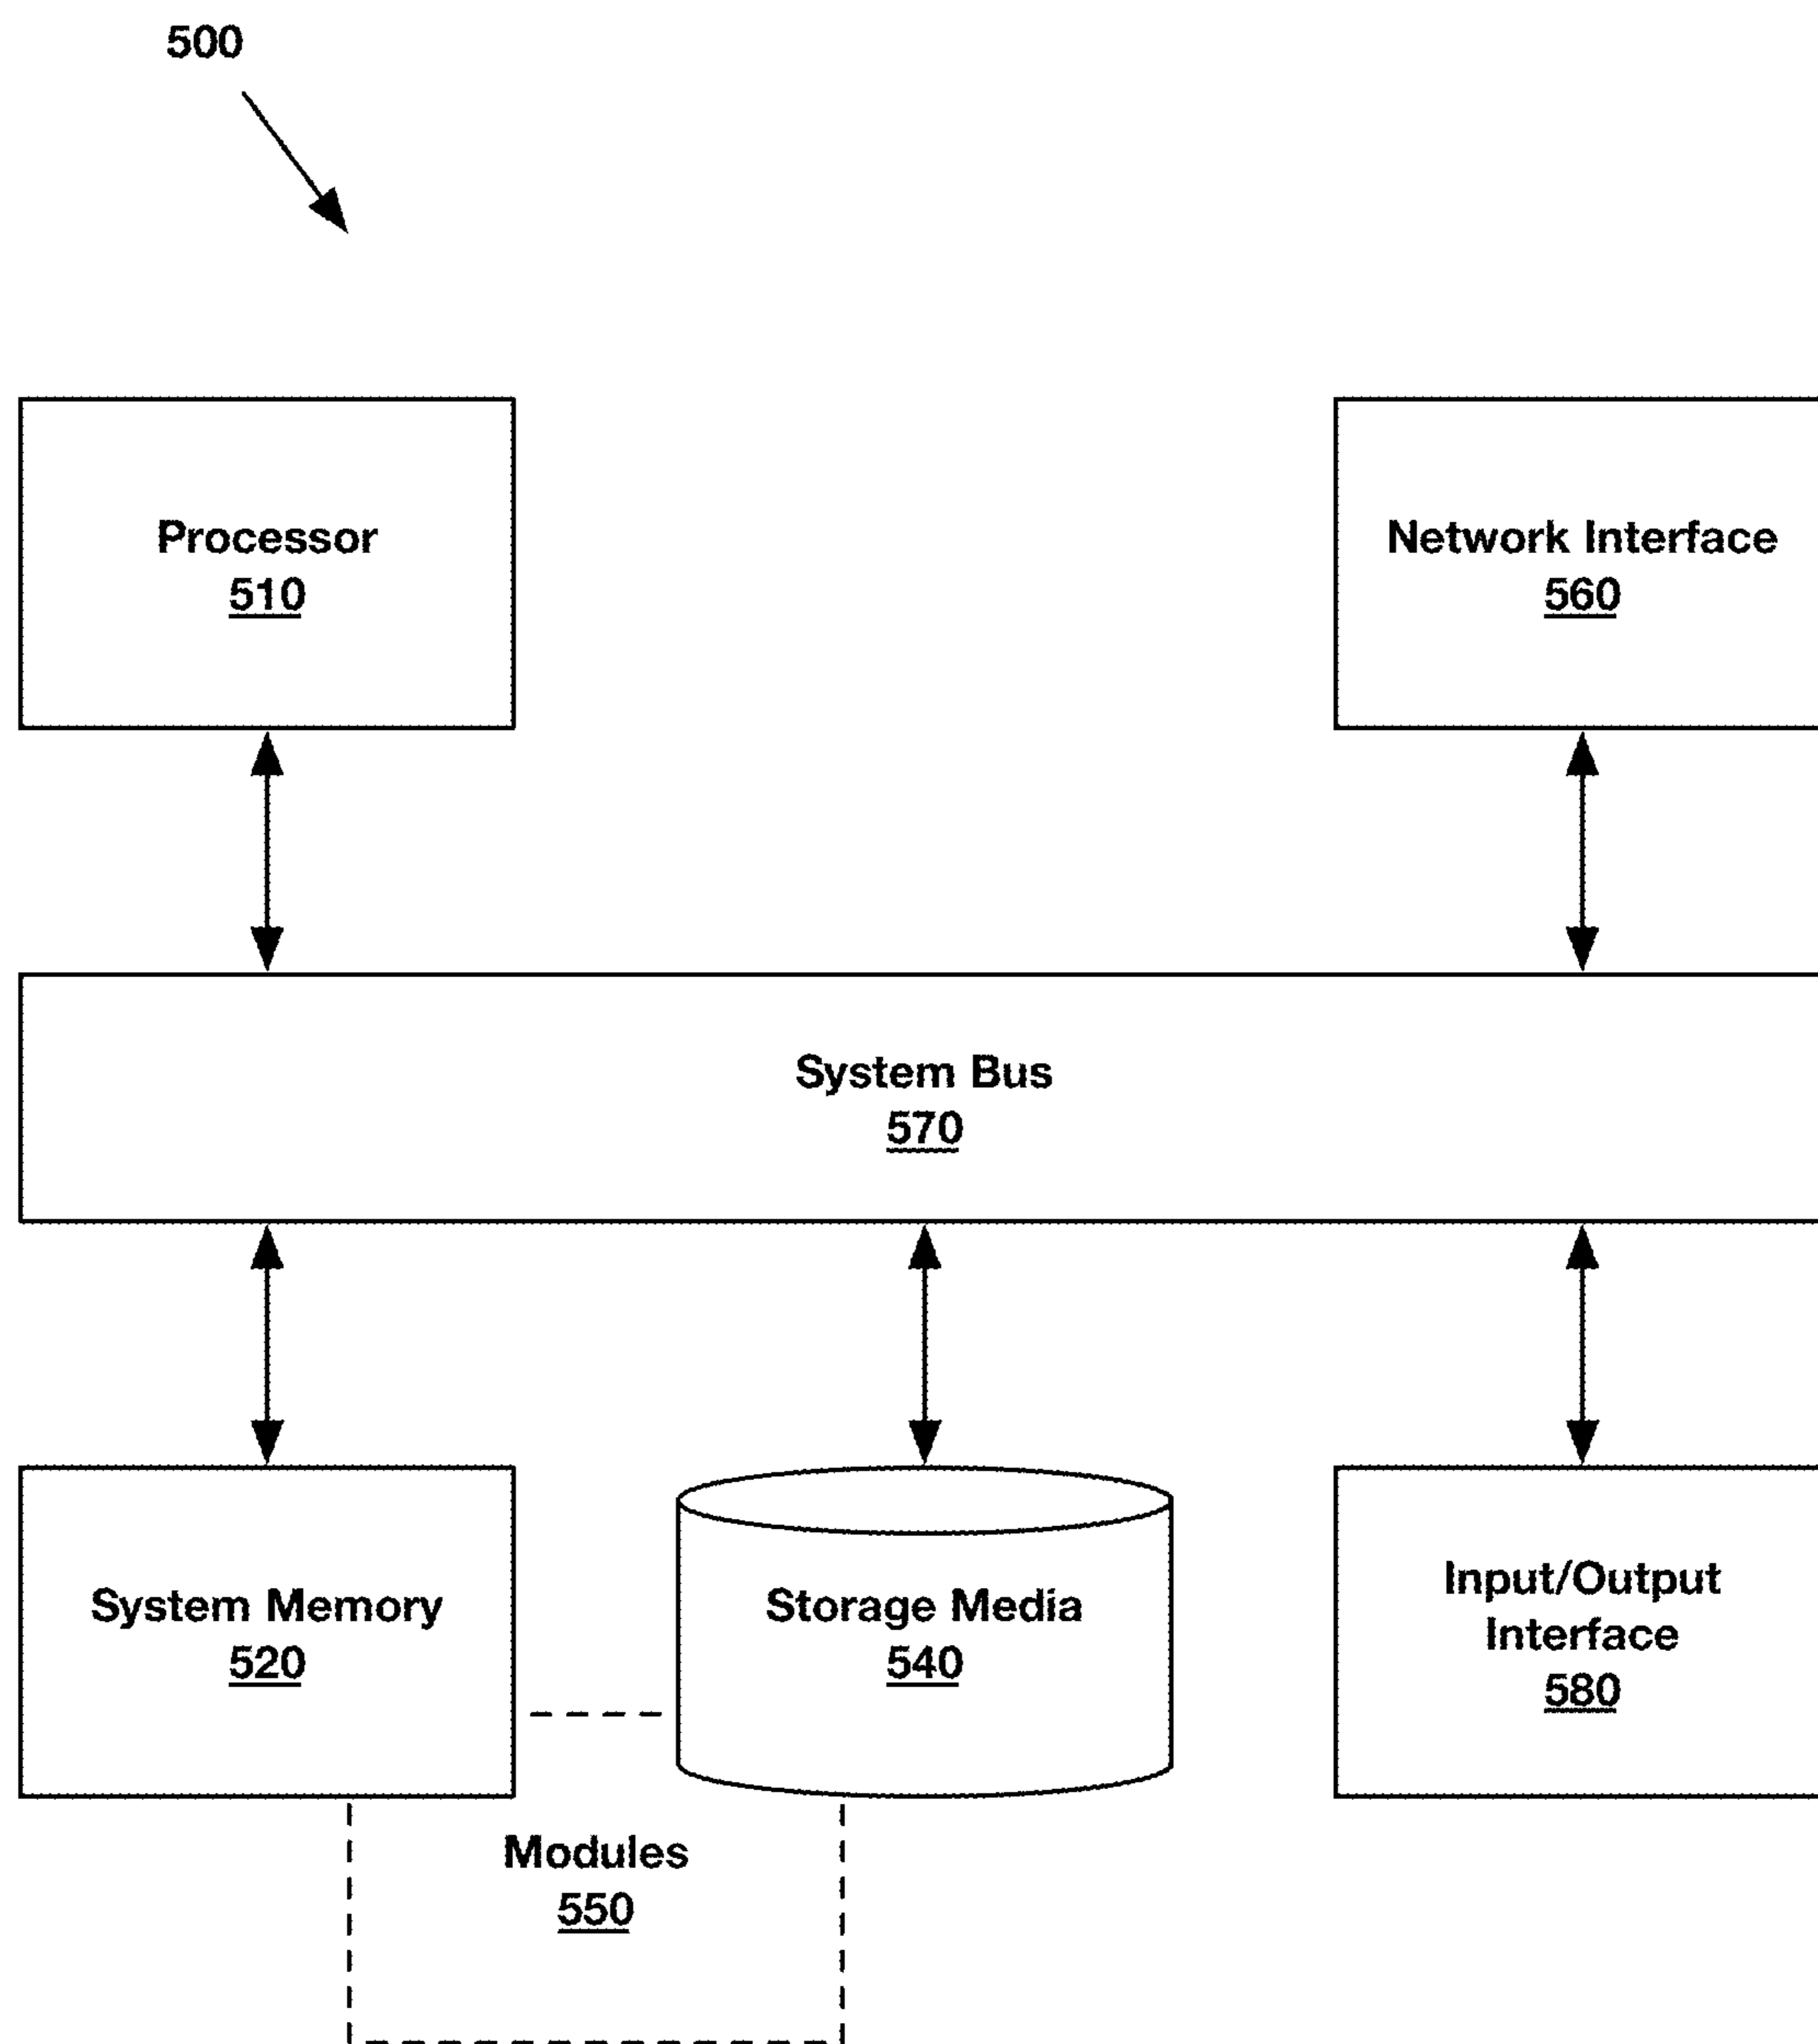 500
Processor
510
Network Interface
560
System Bus
570
System Memory
520
Storage Media
540
Input/Output
Interface
580
Modules
550